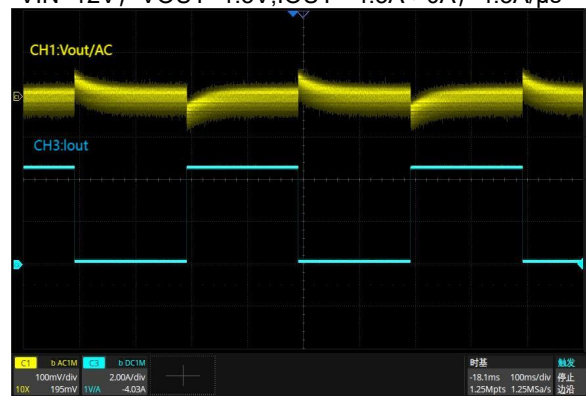 CH1:Vout/AC
CH3:Iout
C1 b AC1M
100mV/div
10X 195mV
C3 b DC1M
2.00A/div
1V/A -4.03A
时基
-18.1ms 100ms/div
1.25Mpts 1.25MSa/s
触发
停止
边沿